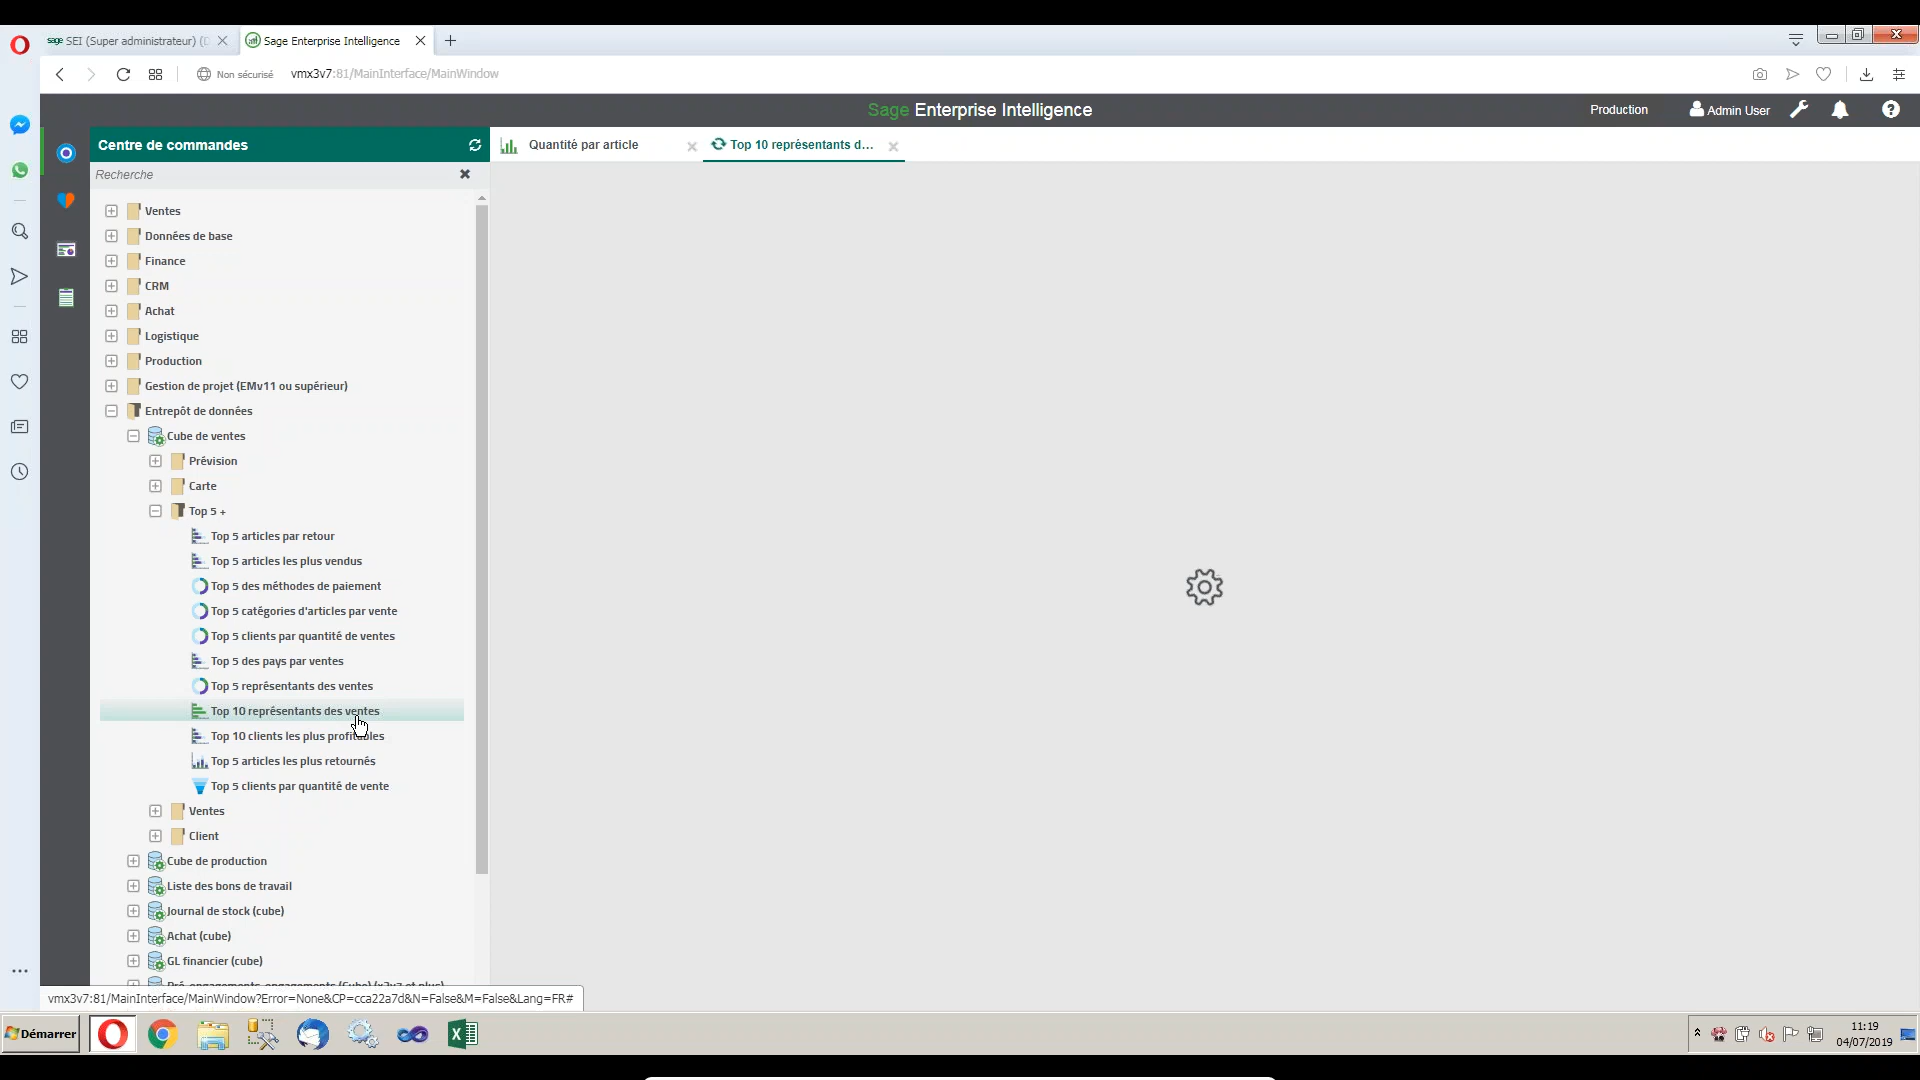 sage SEI (Super administrateur) (
Sage Enterprise Intelligence
Non sécurisé vmx3v7:81/MainInterface/MainWindow
Sage Enterprise Intelligence
Production
Admin User
Centre de commandes
Quantité par article
Top 10 représentants d...
Recherche
Ventes
Données de base
Finance
CRM
Achat
Logistique
Production
Gestion de projet (EMv11 ou supérieur)
Entrepôt de données
Cube de ventes
Prévision
Carte
Top 5 +
Top 5 articles par retour
Top 5 articles les plus vendus
Top 5 des méthodes de paiement
Top 5 catégories d'articles par vente
Top 5 clients par quantité de ventes
Top 5 des pays par ventes
Top 5 représentants des ventes
Top 10 représentants des ventes
Top 10 clients les plus profitables
Top 5 articles les plus retournés
Top 5 clients par quantité de vente
Ventes
Client
Cube de production
Liste des bons de travail
Journal de stock (cube)
Achat (cube)
GL financier (cube)
Pré-engagements-engagements (Cube) (x3v7 et plus)
vmx3v7:81/MainInterface/MainWindow?Error=None&CP=cca22a7d&N=False&M=False&Lang=FR#
Démarrer
11:19
04/07/2019